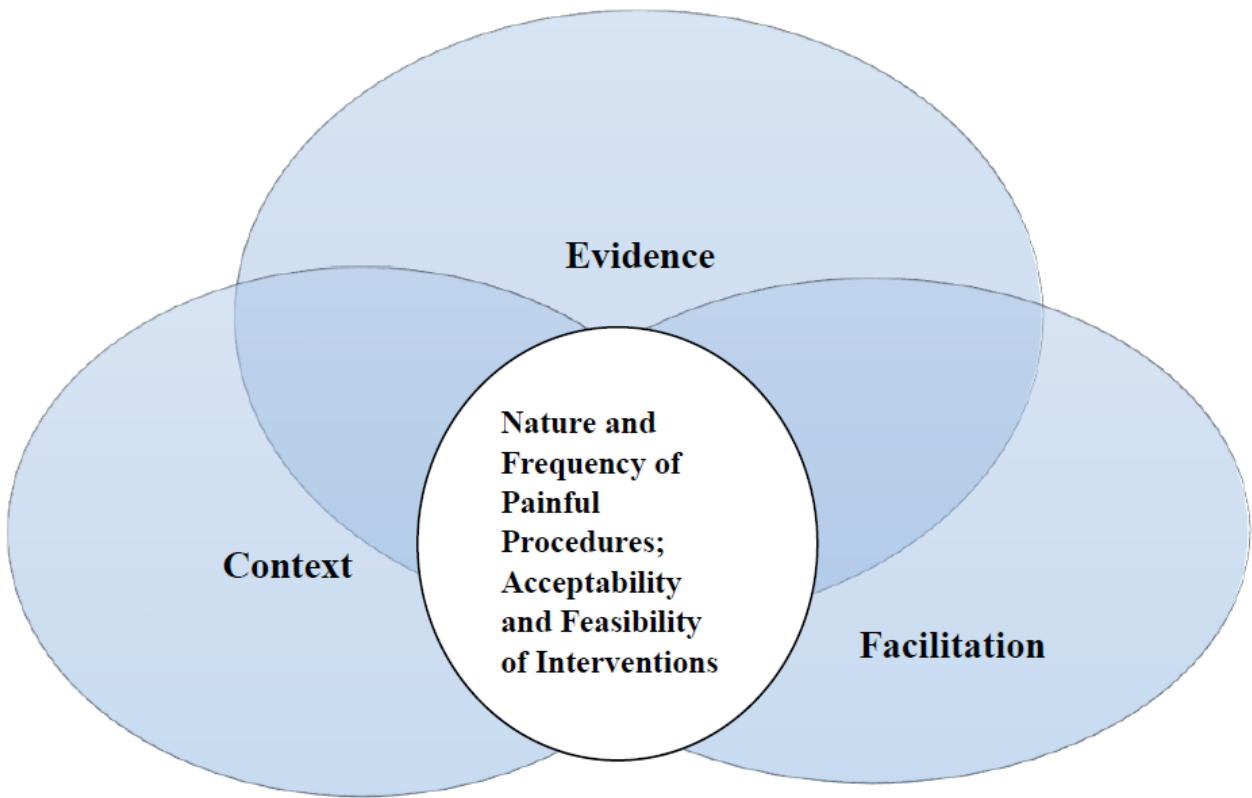 Evidence
Nature and
Frequency of
Painful
Procedures;
Acceptability
and Feasibility
of Interventions
Context
Facilitation